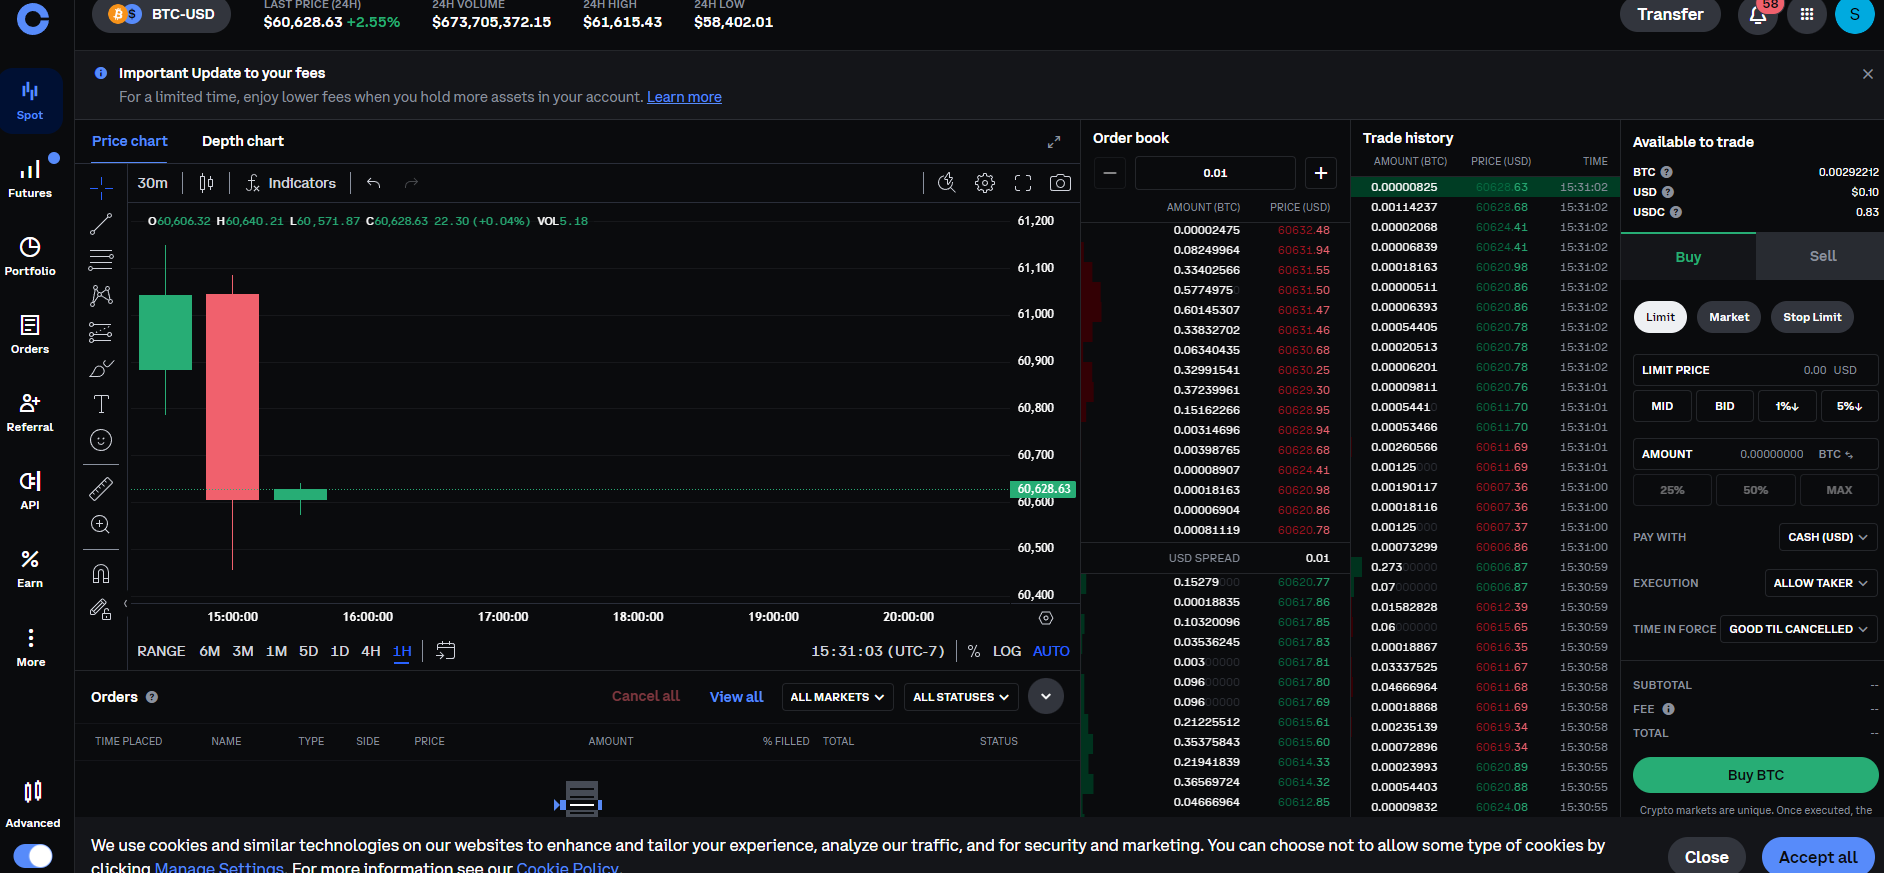 BTC-USD
LAST PRICE (24H)
$60,628.63 +2.55%
24H VOLUME
$673,705,372.15
24H HIGH
$61,615.43
24H LOW
$58,402.01
Transfer
58
S
Spot
Futures
Portfolio
Orders
Referral
API
Earn
More
Advanced
Important Update to your fees
For a limited time, enjoy lower fees when you hold more assets in your account. Learn more
Price chart Depth chart
30m Indicators
O60,606.32 H60,640.21 L60,571.87 C60,628.63 22.30 (+0.04%) VOL5.18
61,200
61,100
61,000
60,900
60,800
60,700
60,628.63
60,600
60,500
60,400
15:00:00 16:00:00 17:00:00 18:00:00 19:00:00 20:00:00
RANGE 6M 3M 1M 5D 1D 4H 1H 15:31:03 (UTC-7) % LOG AUTO
Orders Cancel all View all ALL MARKETS ALL STATUSES
TIME PLACED NAME TYPE SIDE PRICE AMOUNT % FILLED TOTAL STATUS
Order book
0.01
AMOUNT (BTC) PRICE (USD)
0.00002475 60632.48
0.08249964 60631.94
0.33402566 60631.55
0.57749750 60631.50
0.60145307 60631.47
0.33832702 60631.46
0.06340435 60630.68
0.32991541 60630.25
0.37239961 60629.30
0.15162266 60628.95
0.00314696 60628.94
0.00398765 60628.68
0.00008907 60624.41
0.00018163 60620.98
0.00006904 60620.86
0.00081119 60620.78
USD SPREAD 0.01
0.15279000 60620.77
0.00018835 60617.86
0.10320096 60617.85
0.03536245 60617.83
0.00300000 60617.81
0.09600000 60617.80
0.09600000 60617.69
0.21225512 60615.61
0.35375843 60615.60
0.21941839 60614.33
0.36569724 60614.32
0.04666964 60612.85
Trade history
AMOUNT (BTC) PRICE (USD) TIME
0.00000825 60628.63 15:31:02
0.00114237 60628.68 15:31:02
0.00002068 60624.41 15:31:02
0.00006839 60624.41 15:31:02
0.00018163 60620.98 15:31:02
0.00000511 60620.86 15:31:02
0.00006393 60620.86 15:31:02
0.00054405 60620.78 15:31:02
0.00020513 60620.78 15:31:02
0.00006201 60620.78 15:31:02
0.00009811 60620.76 15:31:01
0.00054410 60611.70 15:31:01
0.00053466 60611.70 15:31:01
0.00260566 60611.69 15:31:01
0.00125000 60611.69 15:31:01
0.00190117 60607.36 15:31:00
0.00018116 60607.36 15:31:00
0.00125000 60607.37 15:31:00
0.00073299 60606.86 15:31:00
0.27300000 60606.87 15:30:59
0.07000000 60606.87 15:30:59
0.01582828 60612.39 15:30:59
0.06000000 60615.65 15:30:59
0.00018867 60616.35 15:30:59
0.03337525 60611.67 15:30:58
0.04666964 60611.68 15:30:58
0.00018868 60611.69 15:30:58
0.00235139 60619.34 15:30:58
0.00072896 60619.34 15:30:58
0.00023993 60620.89 15:30:55
0.00054403 60620.88 15:30:55
0.00009832 60624.08 15:30:55
Available to trade
BTC 0.00292212
USD $0.10
USDC 0.83
Buy Sell
Limit Market Stop Limit
LIMIT PRICE 0.00 USD
MID BID 1%↓ 5%↓
AMOUNT 0.00000000 BTC
25% 50% MAX
PAY WITH CASH (USD)
EXECUTION ALLOW TAKER
TIME IN FORCE GOOD TIL CANCELLED
SUBTOTAL --
FEE --
TOTAL --
Buy BTC
Crypto markets are unique. Once executed, the
We use cookies and similar technologies on our websites to enhance and tailor your experience, analyze our traffic, and for security and marketing. You can choose not to allow some type of cookies by
clicking Manage Settings. For more information see our Cookie Policy.
Close Accept all